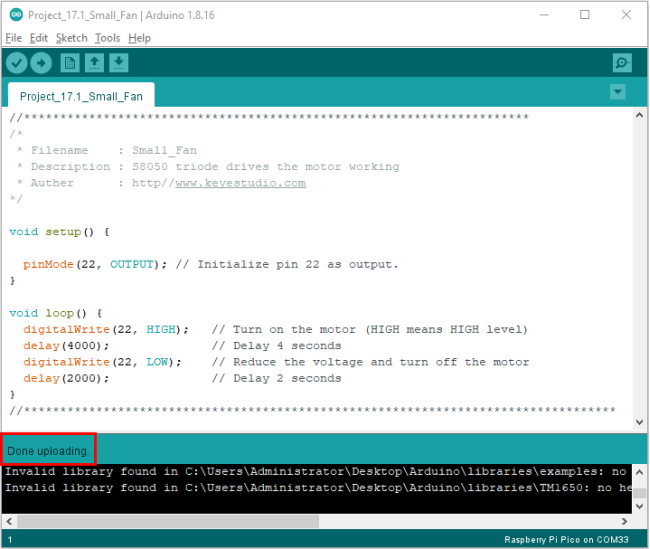 Project_17.1_Small_Fan | Arduino 1.8.16
File Edit Sketch Tools Help
Project_17.1_Small_Fan
//**********************************************************************
/*
 * Filename    : Small_Fan
 * Description : S8050 triode drives the motor working
 * Auther      : http//www.keyestudio.com
*/
void setup() {
  pinMode(22, OUTPUT); // Initialize pin 22 as output.
}
void loop() {
  digitalWrite(22, HIGH);   // Turn on the motor (HIGH means HIGH level)
  delay(4000);              // Delay 4 seconds
  digitalWrite(22, LOW);    // Reduce the voltage and turn off the motor
  delay(2000);              // Delay 2 seconds
}
//**********************************************************************************
Done uploading.
Invalid library found in C:\Users\Administrator\Desktop\Arduino\libraries\examples: no
Invalid library found in C:\Users\Administrator\Desktop\Arduino\libraries\TM1650: no he
1 Raspberry Pi Pico on COM33